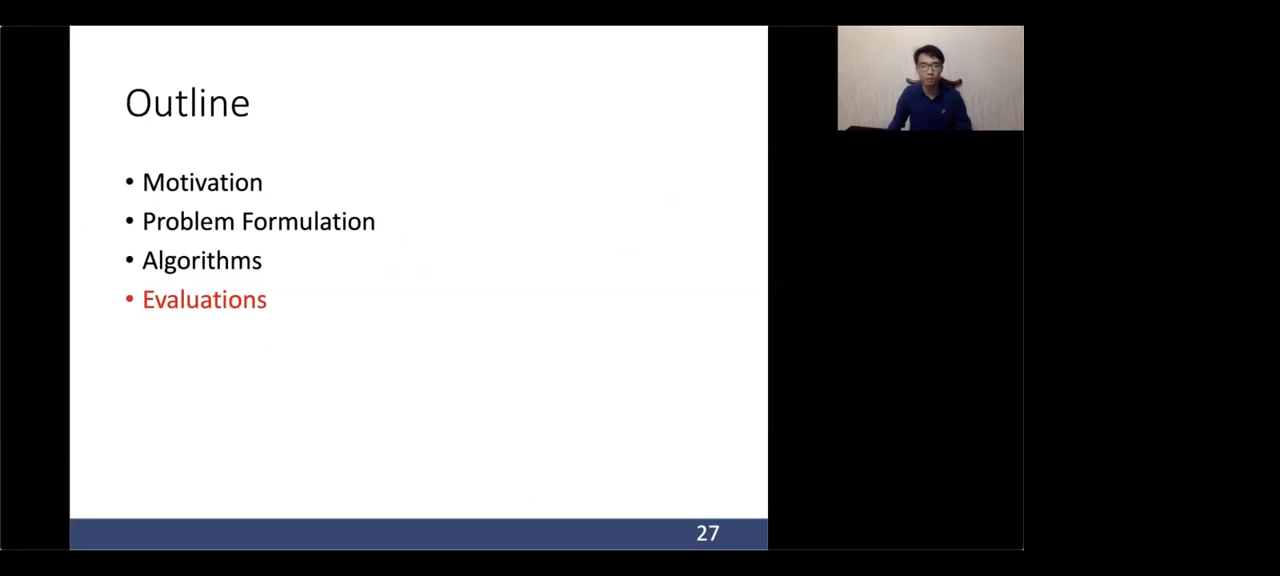 Outline
• Motivation
• Problem Formulation
• Algorithms
• Evaluations
27